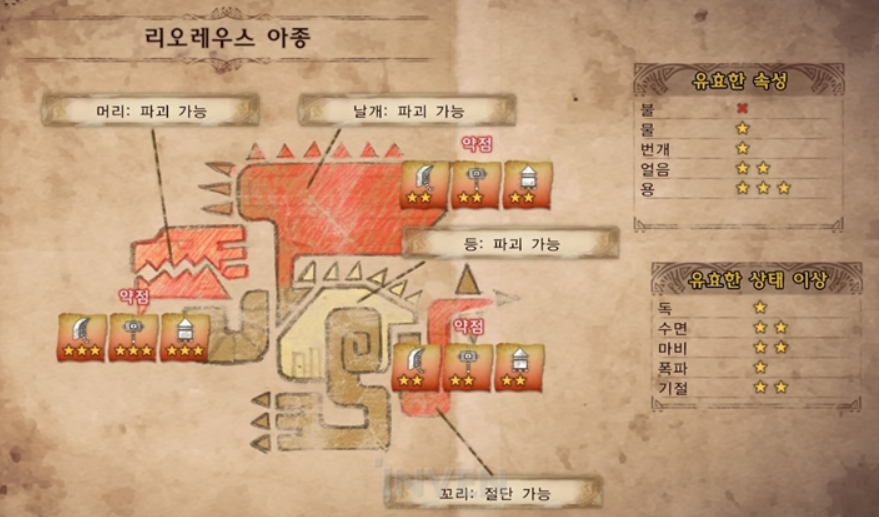 리오레우스 아종
머리: 파괴 가능
날개: 파괴 가능
약점
등: 파괴 가능
약점
약점
꼬리: 절단 가능
유효한 속성
불
물
번개
얼음
용
유효한 상태 이상
독
수면
마비
폭파
기절
INVEN